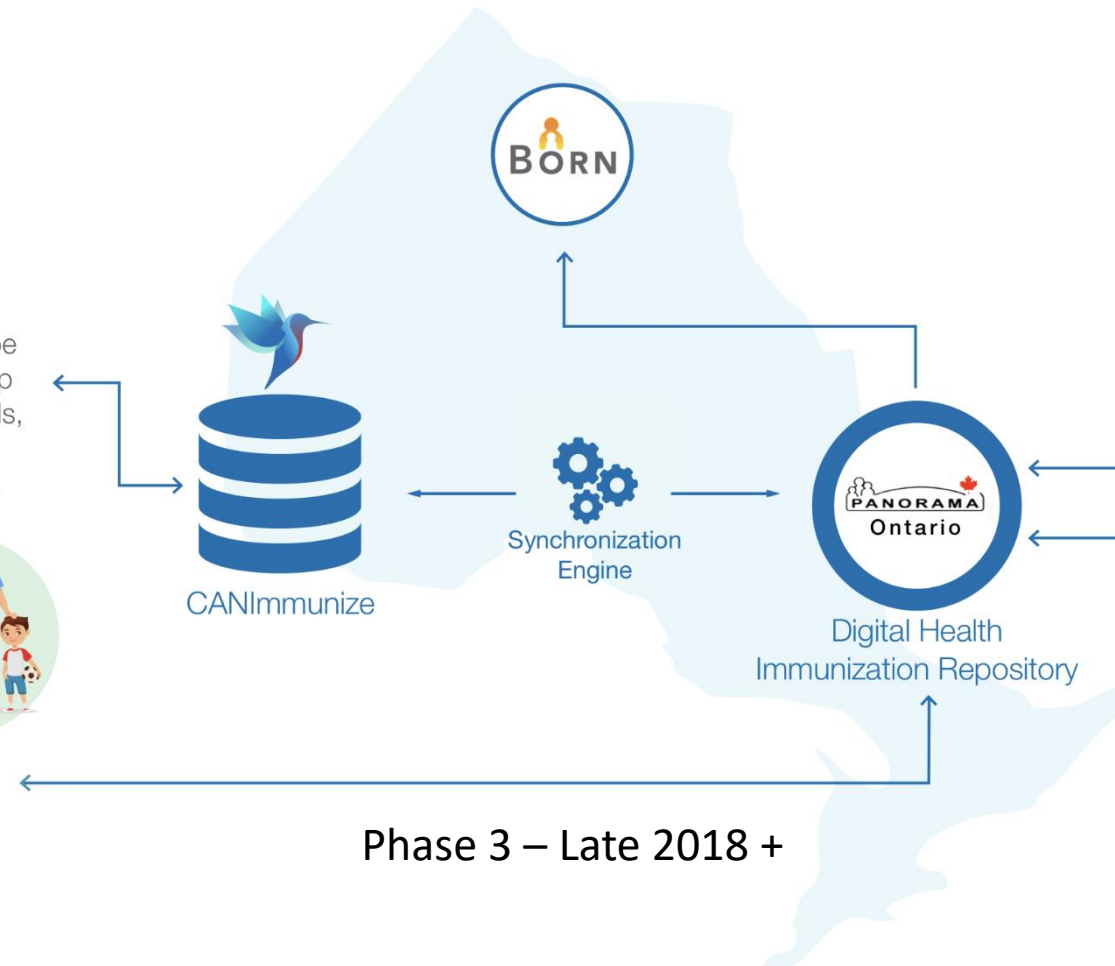 BORN
CANImmunize
Synchronization
Engine
PANORAMA
Ontario
Digital Health
Immunization Repository
Phase 3 – Late 2018 +